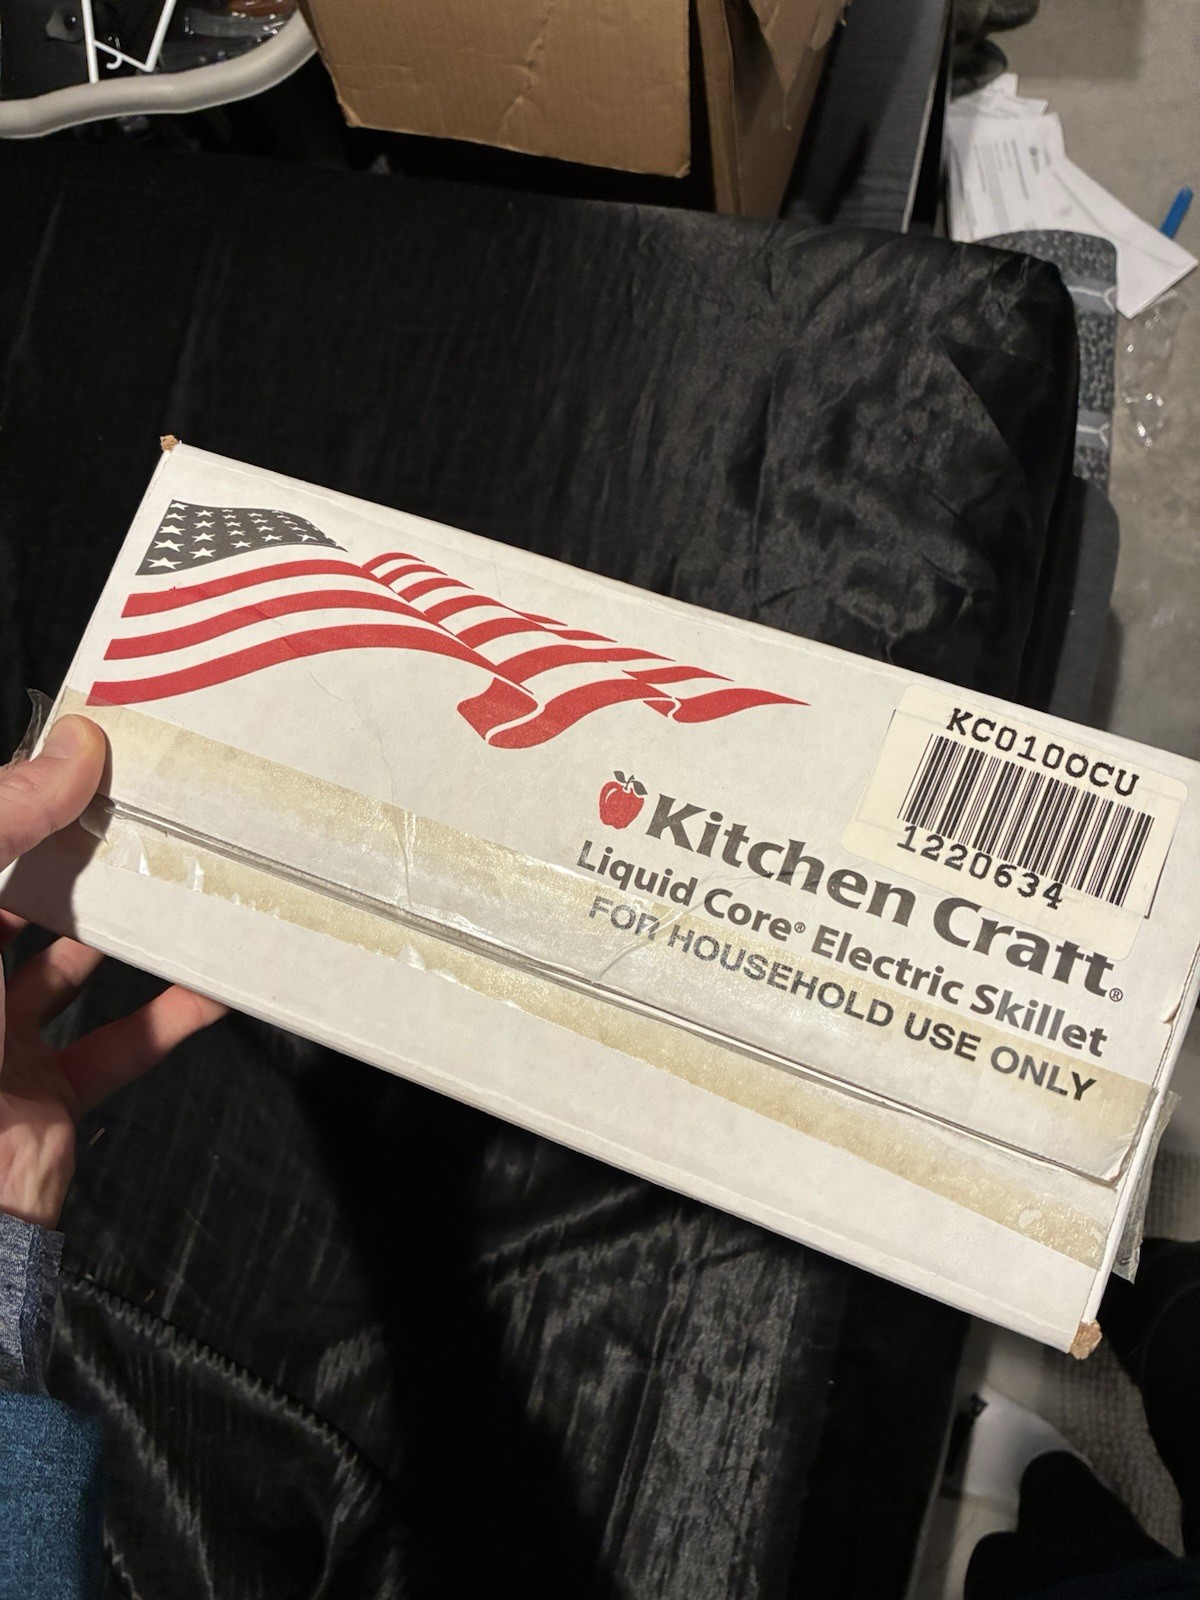 KC0100CU
1220634
Kitchen Craft®
Liquid Core® Electric Skillet
FOR HOUSEHOLD USE ONLY